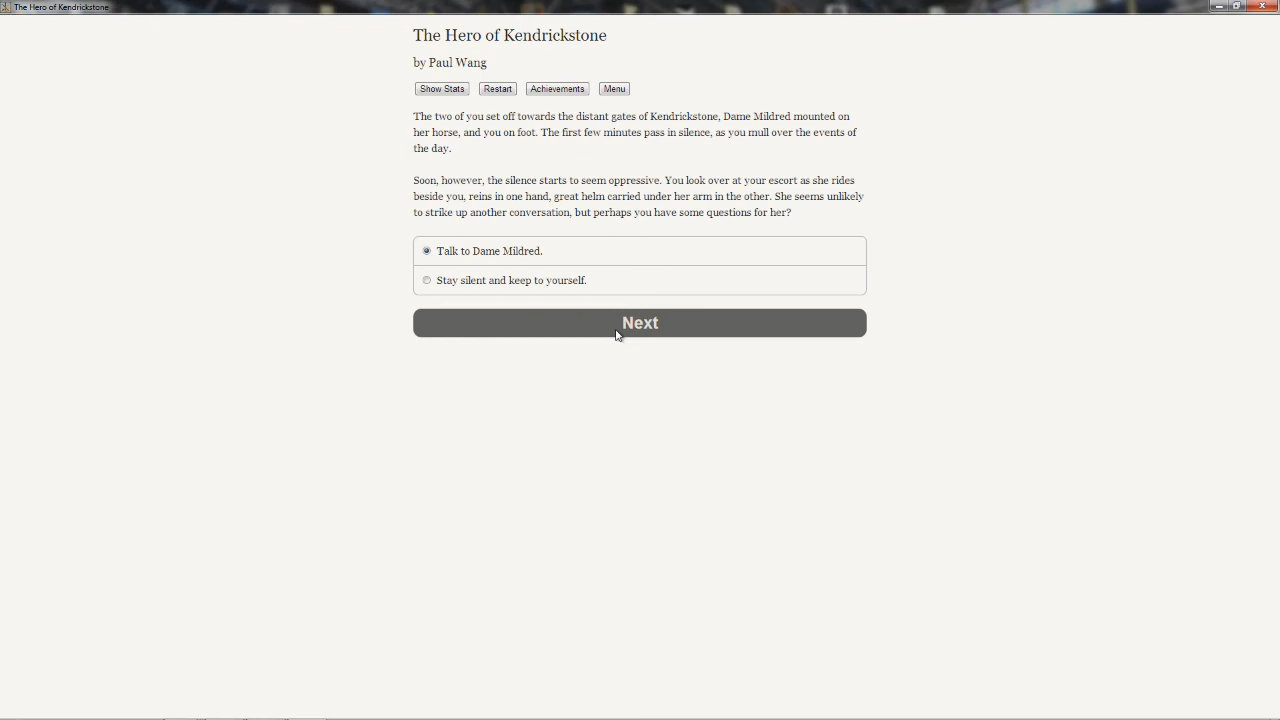 The Hero of Kendrickstone
The Hero of Kendrickstone
by Paul Wang
Show Stats Restart Achievements Menu
The two of you set off towards the distant gates of Kendrickstone, Dame Mildred mounted on
her horse, and you on foot. The first few minutes pass in silence, as you mull over the events of
the day.
Soon, however, the silence starts to seem oppressive. You look over at your escort as she rides
beside you, reins in one hand, great helm carried under her arm in the other. She seems unlikely
to strike up another conversation, but perhaps you have some questions for her?
Talk to Dame Mildred.
Stay silent and keep to yourself.
Next